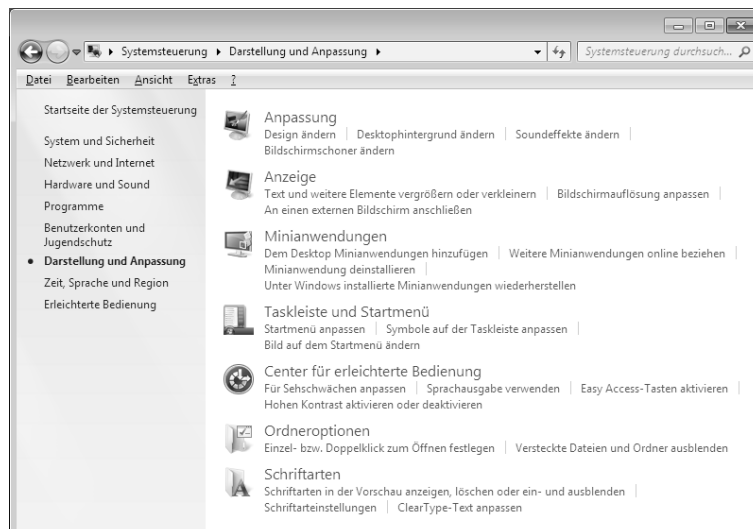 Systemsteuerung ▸ Darstellung und Anpassung ▸ Systemsteuerung durchsuch...
Datei Bearbeiten Ansicht Extras ?
Startseite der Systemsteuerung
System und Sicherheit
Netzwerk und Internet
Hardware und Sound
Programme
Benutzerkonten und
Jugendschutz
Darstellung und Anpassung
Zeit, Sprache und Region
Erleichterte Bedienung
Anpassung
Design ändern | Desktophintergrund ändern | Soundeffekte ändern |
Bildschirmschoner ändern
Anzeige
Text und weitere Elemente vergrößern oder verkleinern | Bildschirmauflösung anpassen |
An einen externen Bildschirm anschließen
Minianwendungen
Dem Desktop Minianwendungen hinzufügen | Weitere Minianwendungen online beziehen |
Minianwendung deinstallieren |
Unter Windows installierte Minianwendungen wiederherstellen
Taskleiste und Startmenü
Startmenü anpassen | Symbole auf der Taskleiste anpassen |
Bild auf dem Startmenü ändern
Center für erleichterte Bedienung
Für Sehschwächen anpassen | Sprachausgabe verwenden | Easy Access-Tasten aktivieren |
Hohen Kontrast aktivieren oder deaktivieren
Ordneroptionen
Einzel- bzw. Doppelklick zum Öffnen festlegen | Versteckte Dateien und Ordner ausblenden
Schriftarten
Schriftarten in der Vorschau anzeigen, löschen oder ein- und ausblenden |
Schriftarteinstellungen | ClearType-Text anpassen